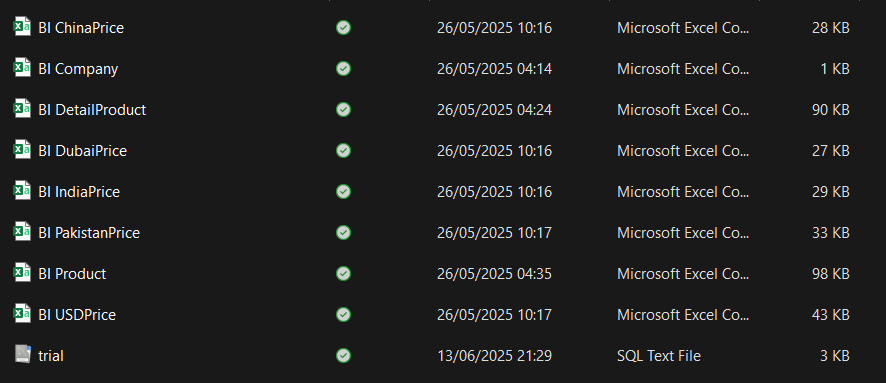 BI ChinaPrice 26/05/2025 10:16 Microsoft Excel Co... 28 KB
BI Company 26/05/2025 04:14 Microsoft Excel Co... 1 KB
BI DetailProduct 26/05/2025 04:24 Microsoft Excel Co... 90 KB
BI DubaiPrice 26/05/2025 10:16 Microsoft Excel Co... 27 KB
BI IndiaPrice 26/05/2025 10:16 Microsoft Excel Co... 29 KB
BI PakistanPrice 26/05/2025 10:17 Microsoft Excel Co... 33 KB
BI Product 26/05/2025 04:35 Microsoft Excel Co... 98 KB
BI USDPrice 26/05/2025 10:17 Microsoft Excel Co... 43 KB
trial 13/06/2025 21:29 SQL Text File 3 KB